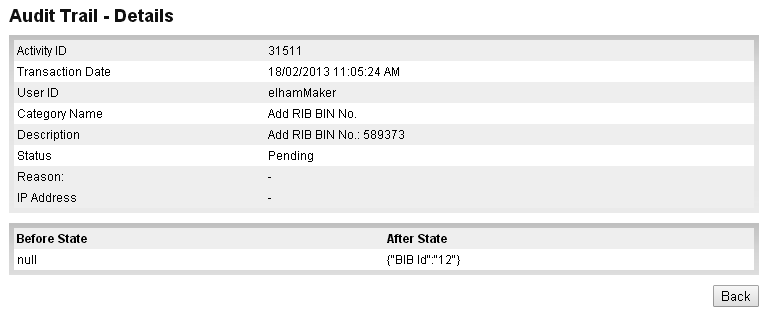 Audit Trail - Details
Activity ID 31511
Transaction Date 18/02/2013 11:05:24 AM
User ID elhamMaker
Category Name Add RIB BIN No.
Description Add RIB BIN No.: 589373
Status Pending
Reason: -
IP Address -
Before State After State
null {"BIB Id":"12"}
Back